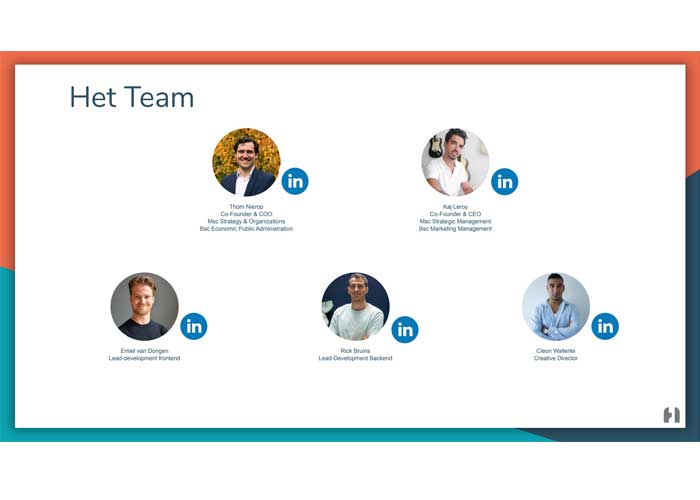 Het Team
in
in
Thom Nierop
Co-Founder & COO
Msc Strategy & Organizations
Bsc Economic Public Administration
Kaj Leroy
Co-Founder & CEO
Msc Strategic Management
Bsc Marketing Management
in
in
in
Emiel van Dongen
Lead-development frontend
Rick Bruins
Lead-Development Backend
Cleon Wallerlei
Creative Director